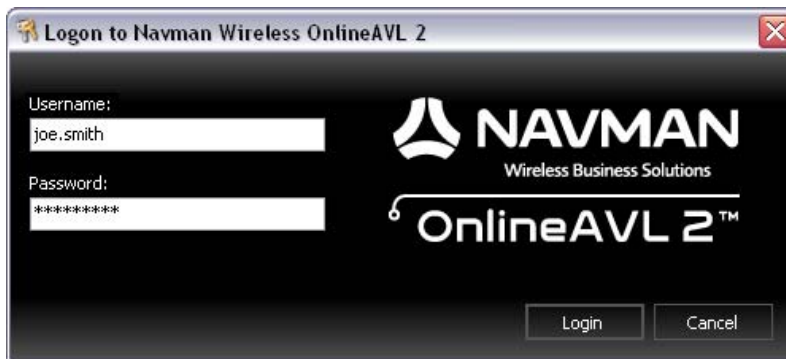 Logon to Navman Wireless OnlineAVL 2
Username:
joe.smith
Password:
*********
NAVMAN
Wireless Business Solutions
OnlineAVL 2™
Login
Cancel